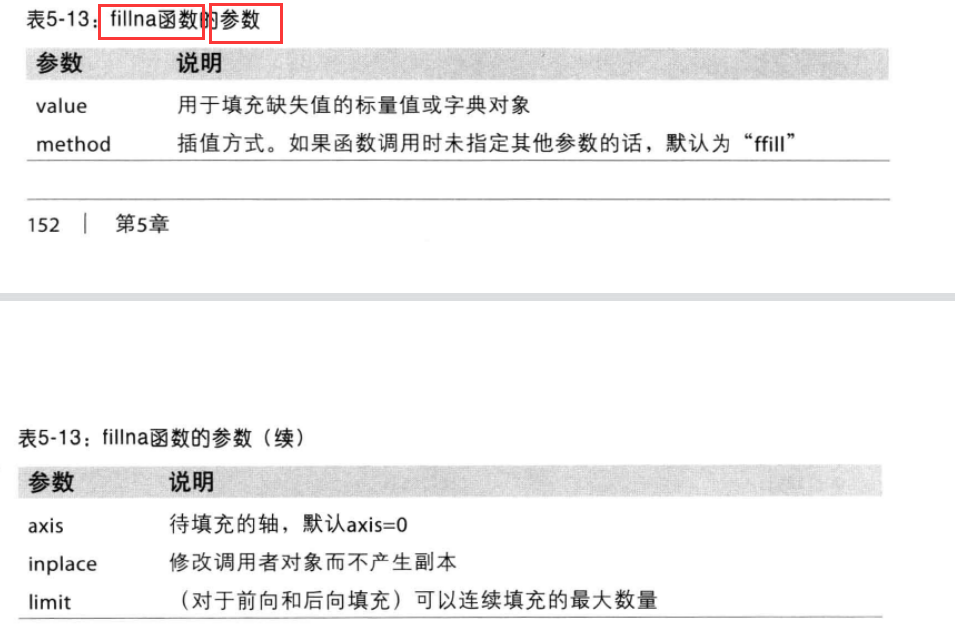 表5-13：fillna函数的参数
参数 说明
value 用于填充缺失值的标量值或字典对象
method 插值方式。如果函数调用时未指定其他参数的话，默认为“ffill”
152 | 第5章
表5-13：fillna函数的参数（续）
参数 说明
axis 待填充的轴，默认axis=0
inplace 修改调用者对象而不产生副本
limit （对于前向和后向填充）可以连续填充的最大数量